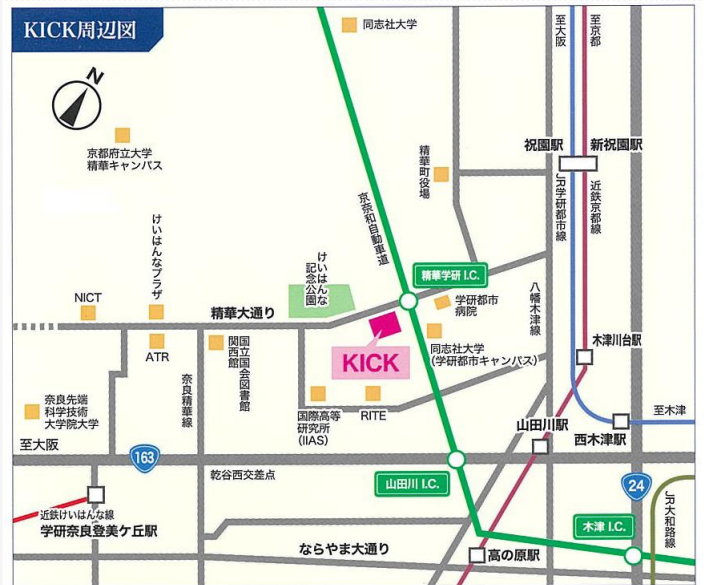 KICK周辺図
N
同志社大学
至大阪
至京都
京都府立大学
精華キャンパス
精華町役場
祝園駅
新祝園駅
JR学研都市線
近鉄京都線
京奈和自動車道
けいはんなプラザ
けいはんな
記念公園
精華学研 I.C.
八幡木津線
NICT
精華大通り
学研都市
病院
ATR
国立国会図書館
関西館
KICK
同志社大学
(学研都市キャンパス)
木津川台駅
奈良精華線
奈良先端
科学技術
大学院大学
国際高等
研究所
(IIAS)
RITE
至木津
山田川駅
西木津駅
至大阪
163
乾谷西交差点
山田川 I.C.
24
近鉄けいはんな線
学研奈良登美ケ丘駅
JR大和路線
木津 I.C.
ならやま大通り
高の原駅